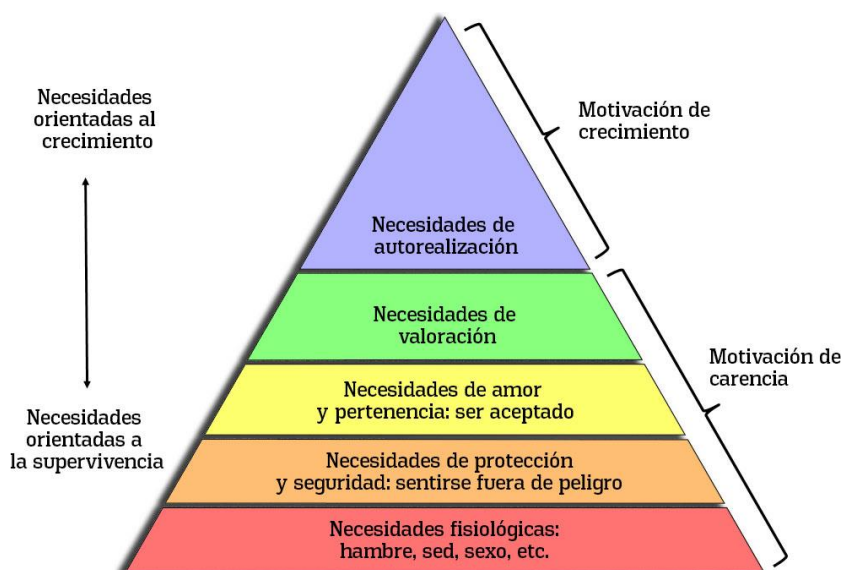 Necesidades
orientadas al
crecimiento
Motivación de
crecimiento
Necesidades de
autorealización
Necesidades de
valoración
Motivación de
carencia
Necesidades de amor
y pertenencia: ser aceptado
Necesidades
orientadas a
la supervivencia
Necesidades de protección
y seguridad: sentirse fuera de peligro
Necesidades fisiológicas:
hambre, sed, sexo, etc.